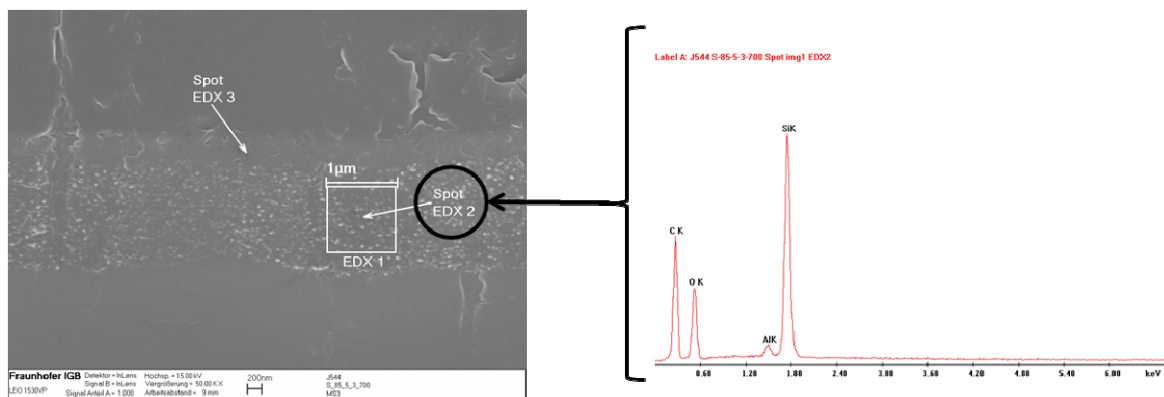 Spot
EDX 3
1µm
Spot
EDX 2
EDX 1
Fraunhofer IGB Detektor = InLens Hochsp. = 15.00 kV 200nm J544
Signal B = InLens Vergrößerung = 50.00 K X S_85_5_3_700
LEO 1530VP Signal Anteil A = 1.000 Arbeitsabstand = 9 mm MS3
Label A: J544 S-85-5-3-700 Spot img1 EDX2
SiK
C K
O K
AlK
0.60 1.20 1.80 2.40 3.00 3.60 4.20 4.80 5.40 6.00 keV